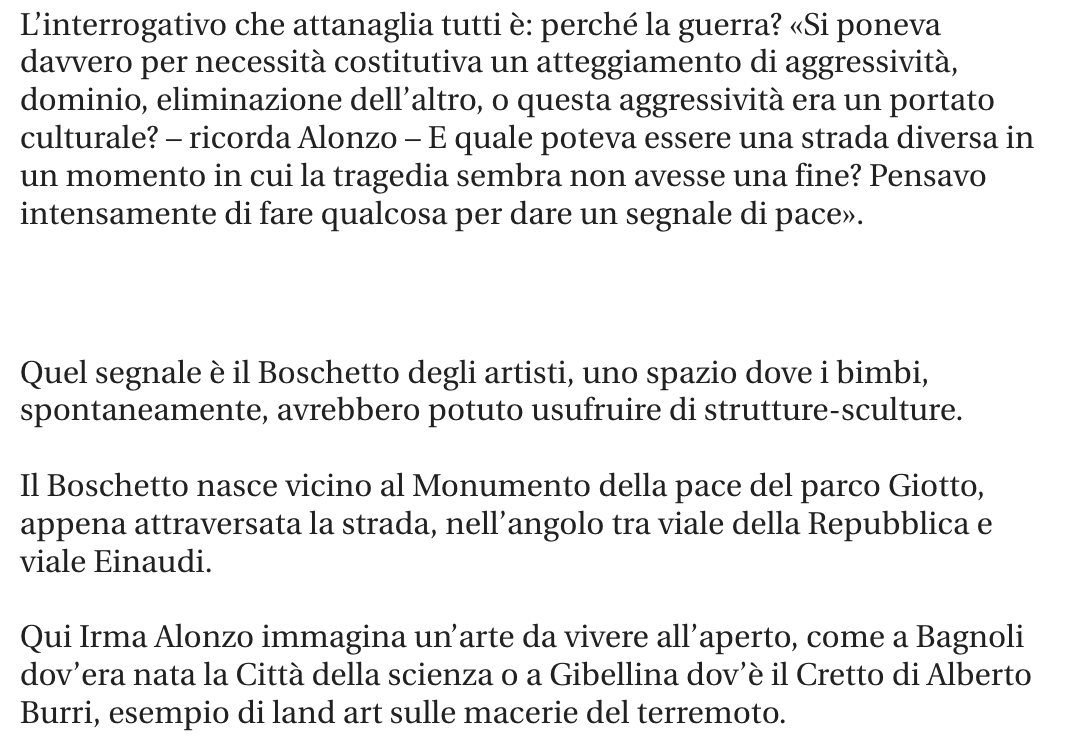 L’interrogativo che attanaglia tutti è: perché la guerra? «Si poneva
davvero per necessità costitutiva un atteggiamento di aggressività,
dominio, eliminazione dell’altro, o questa aggressività era un portato
culturale? – ricorda Alonzo – E quale poteva essere una strada diversa in
un momento in cui la tragedia sembra non avesse una fine? Pensavo
intensamente di fare qualcosa per dare un segnale di pace».
Quel segnale è il Boschetto degli artisti, uno spazio dove i bimbi,
spontaneamente, avrebbero potuto usufruire di strutture-sculture.
Il Boschetto nasce vicino al Monumento della pace del parco Giotto,
appena attraversata la strada, nell’angolo tra viale della Repubblica e
viale Einaudi.
Qui Irma Alonzo immagina un’arte da vivere all’aperto, come a Bagnoli
dov’era nata la Città della scienza o a Gibellina dov’è il Cretto di Alberto
Burri, esempio di land art sulle macerie del terremoto.